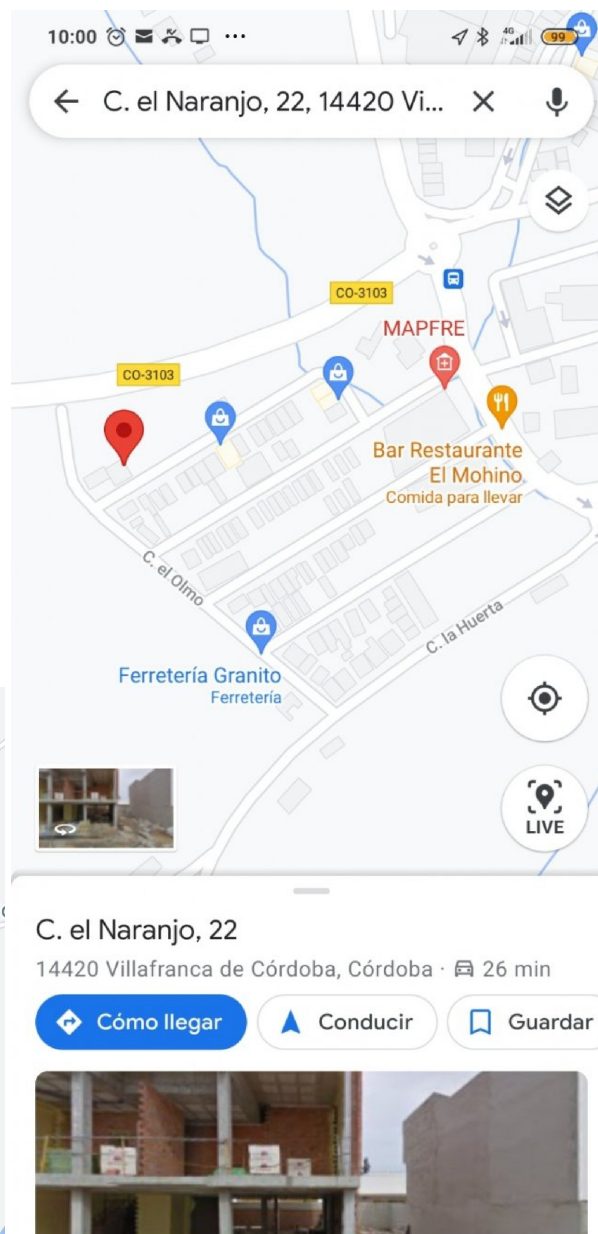 10:00
4G
99
C. el Naranjo, 22, 14420 Vi...
CO-3103
MAPFRE
CO-3103
Bar Restaurante
El Mohino
Comida para llevar
C. el Olmo
C. la Huerta
Ferretería Granito
Ferretería
LIVE
C. el Naranjo, 22
14420 Villafranca de Córdoba, Córdoba · 26 min
Cómo llegar
Conducir
Guardar